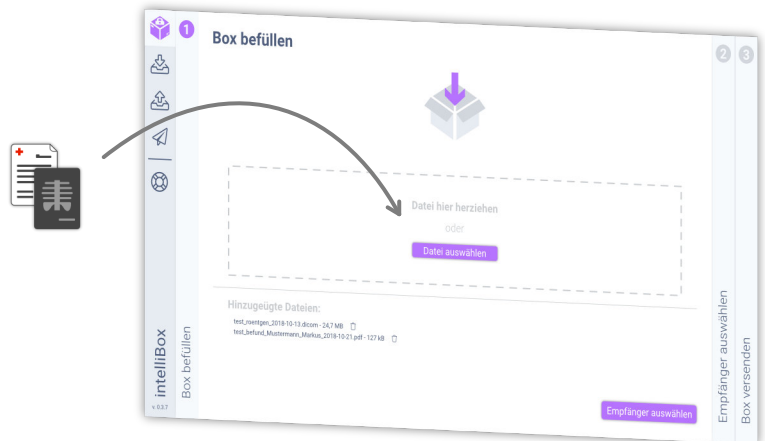 1
Box befüllen
2
3
Datei hier herziehen
oder
Datei auswählen
Hinzugeügte Dateien:
test_roentgen_2018-10-13.dicom - 24,7 MB
test_befund_Mustermann_Markus_2018-10-21.pdf - 127 kB
Empfänger auswählen
intelliBox
v. 0.3.7
Box befüllen
Empfänger auswählen
Box versenden